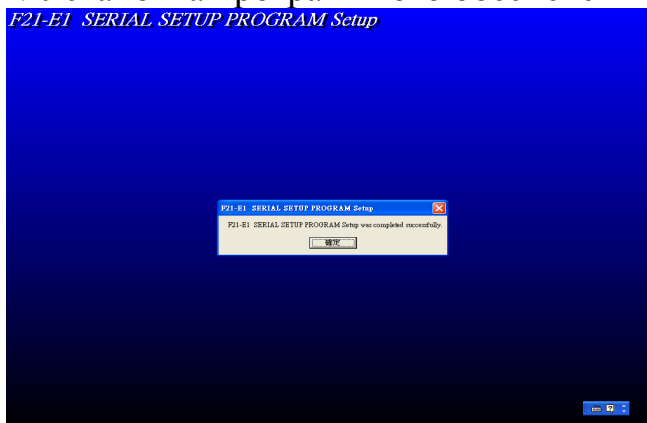 F21-E1 SERIAL SETUP PROGRAM Setup
F21-E1 SERIAL SETUP PROGRAM Setup
F21-E1 SERIAL SETUP PROGRAM Setup was completed successfully.
確定